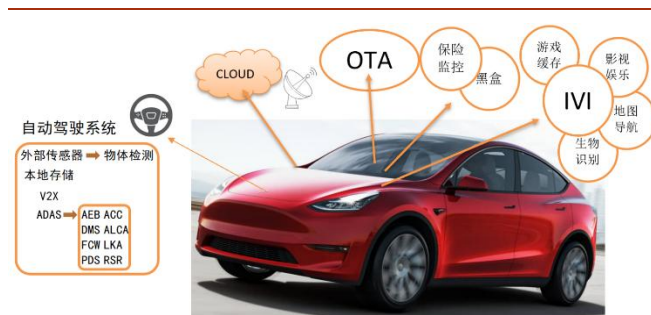 CLOUD
OTA
保险
监控
黑盒
游戏
缓存
影视
娱乐
IVI
地图
导航
生物
识别
自动驾驶系统
外部传感器 ➡ 物体检测
本地存储
V2X
ADAS ➡ AEB ACC
DMS ALCA
FCW LKA
PDS RSR